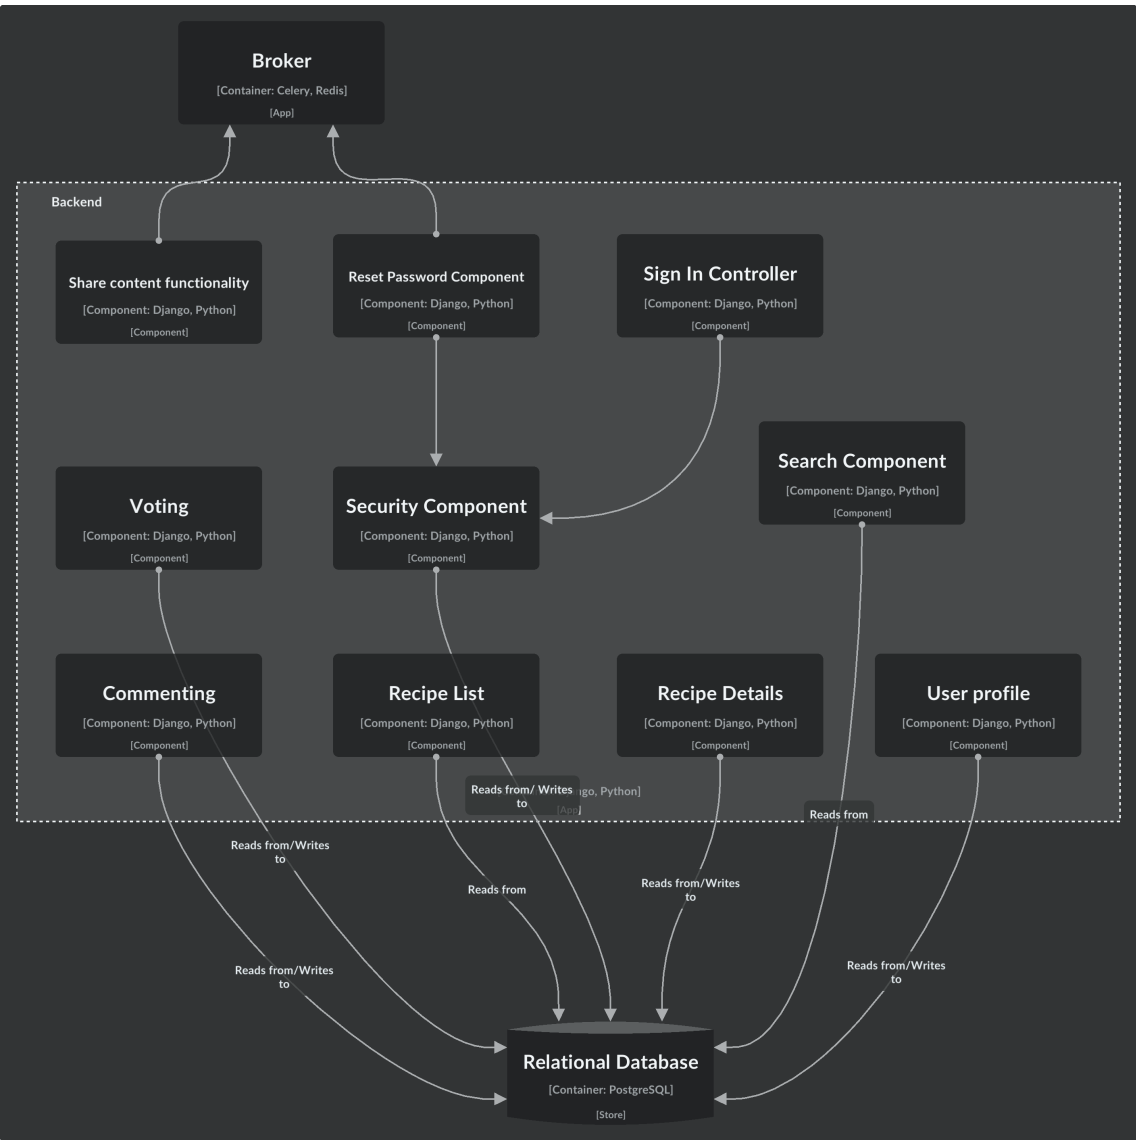 Broker
[Container: Celery, Redis]
[App]
Backend
Share content functionality
[Component: Django, Python]
[Component]
Reset Password Component
[Component: Django, Python]
[Component]
Sign In Controller
[Component: Django, Python]
[Component]
Search Component
[Component: Django, Python]
[Component]
Voting
[Component: Django, Python]
[Component]
Security Component
[Component: Django, Python]
[Component]
Commenting
[Component: Django, Python]
[Component]
Recipe List
[Component: Django, Python]
[Component]
Recipe Details
[Component: Django, Python]
[Component]
User profile
[Component: Django, Python]
[Component]
Reads from/ Writes
to
Python]
[App]
Reads from
Reads from/Writes
to
Reads from
Reads from/Writes
to
Reads from/Writes
to
Reads from/Writes
to
Relational Database
[Container: PostgreSQL]
[Store]